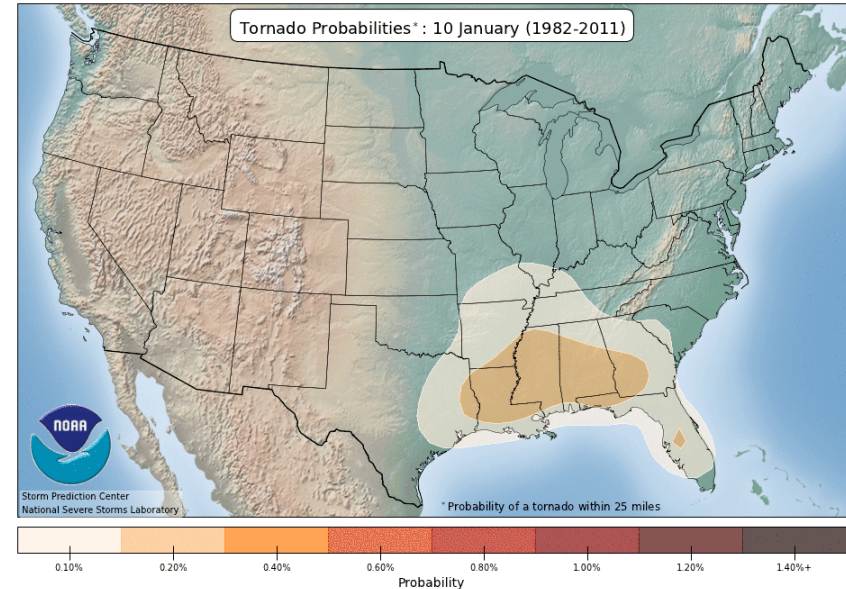 Tornado Probabilities*: 10 January (1982-2011)
NOAA
Storm Prediction Center
National Severe Storms Laboratory
*Probability of a tornado within 25 miles
0.10% 0.20% 0.40% 0.60% 0.80% 1.00% 1.20% 1.40%+
Probability